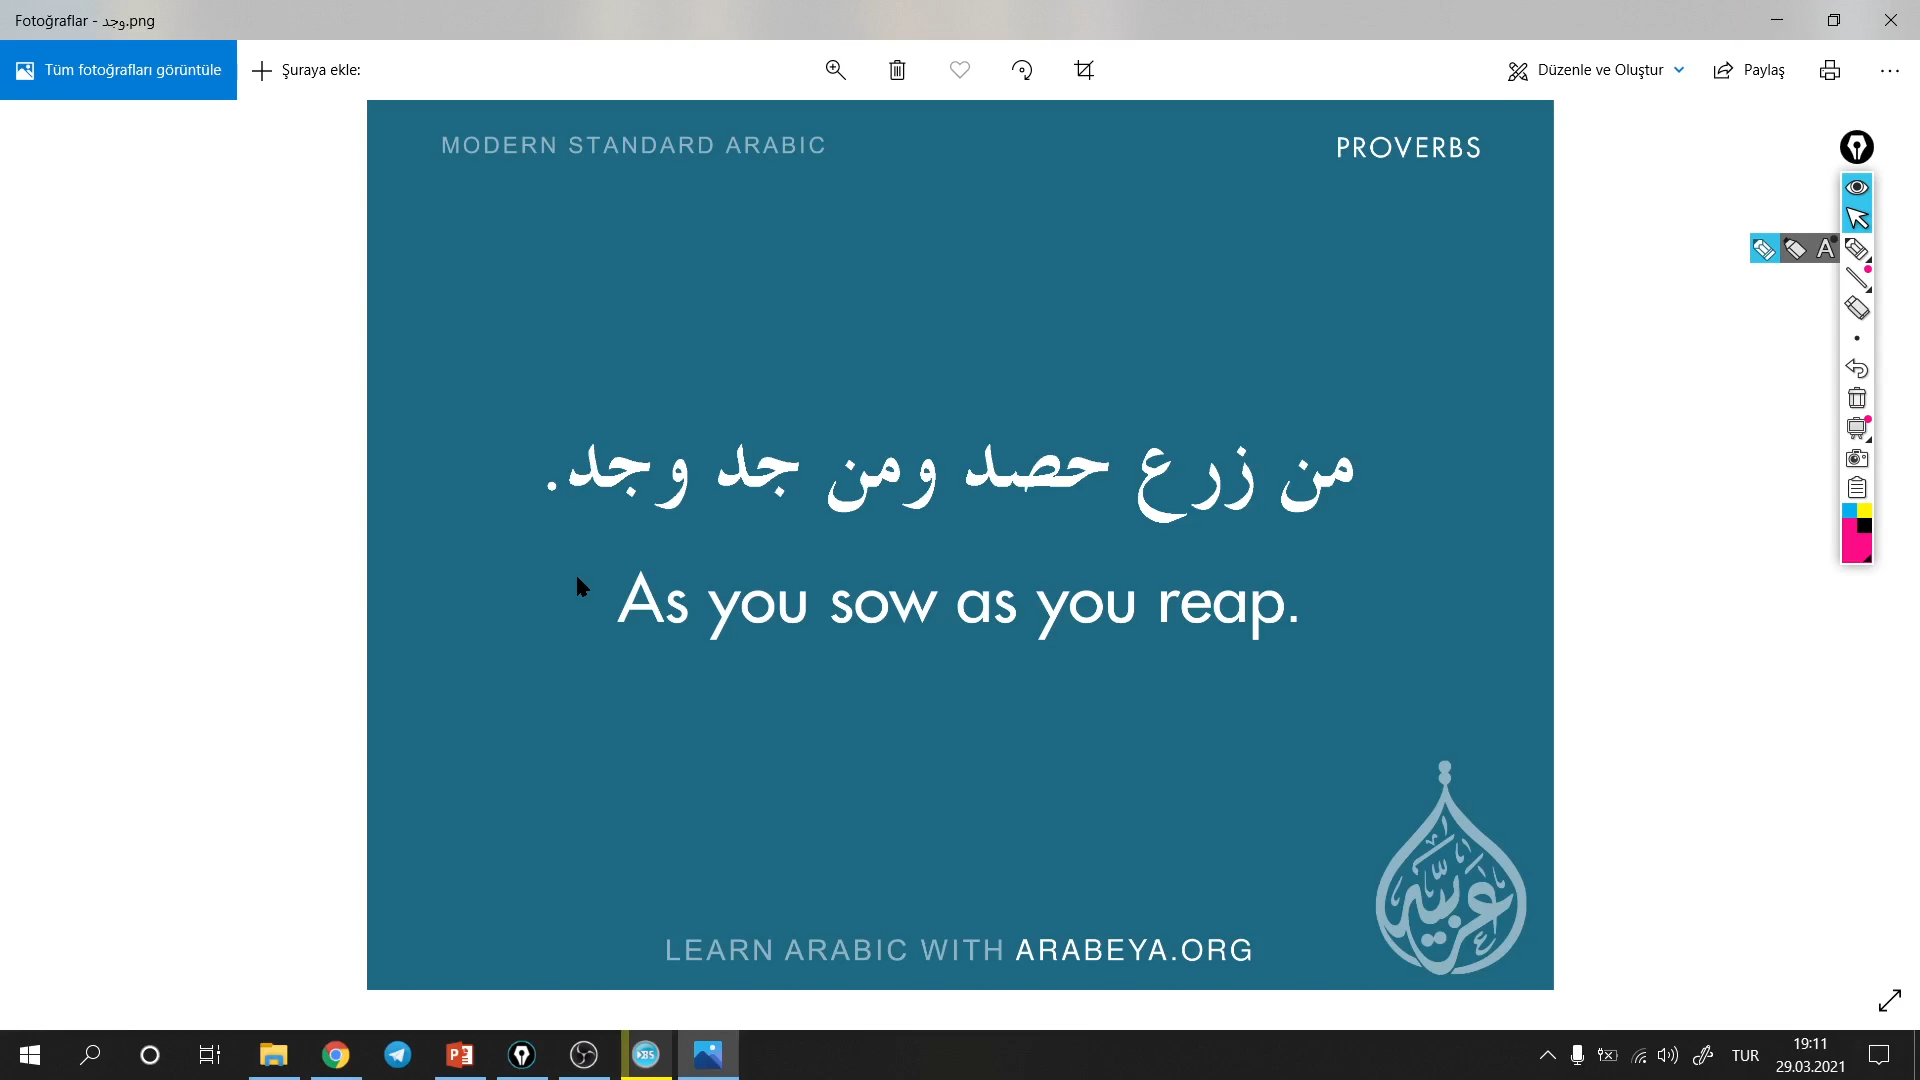 Fotoğraflar - وجد.png
Tüm fotoğrafları görüntüle
Şuraya ekle:
Düzenle ve Oluştur
Paylaş
MODERN STANDARD ARABIC
PROVERBS
A
من زرع حصد ومن جد وجد.
As you sow as you reap.
عربية
LEARN ARABIC WITH ARABEYA.ORG
BS
TUR
19:11
29.03.2021